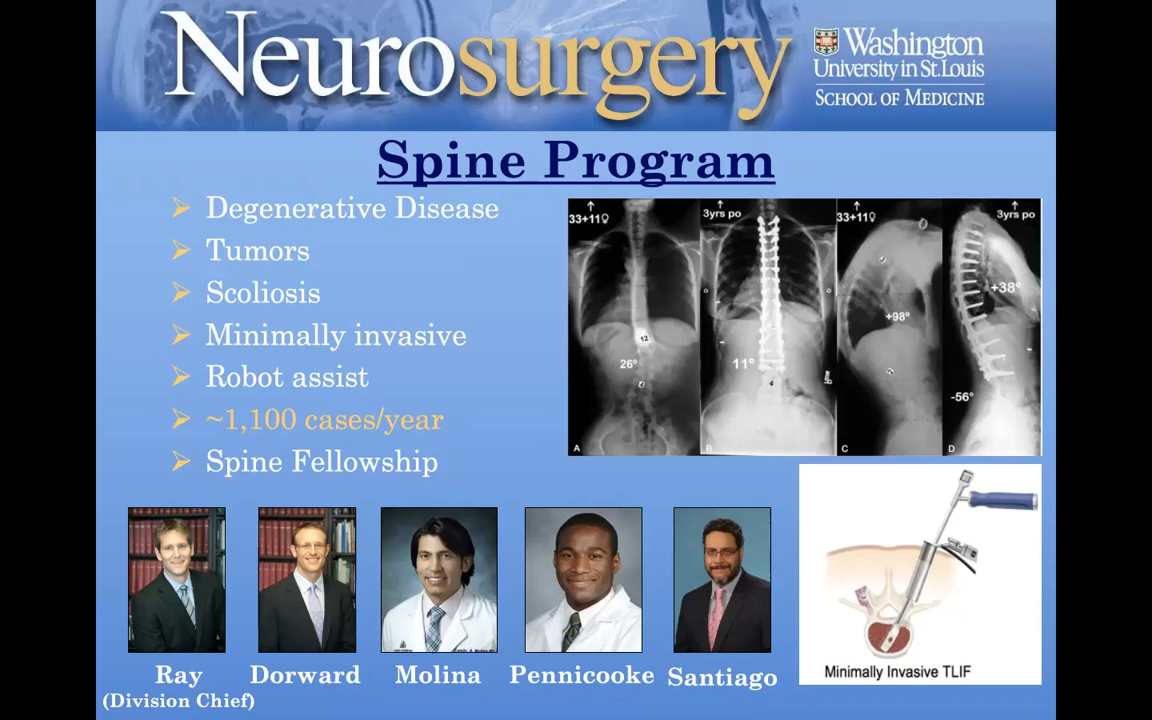 Neurosurgery
Washington
University in St. Louis
SCHOOL OF MEDICINE
Spine Program
Degenerative Disease
Tumors
Scoliosis
Minimally invasive
Robot assist
~1,100 cases/year
Spine Fellowship
33+11♀
26°
A
3yrs po
11°
B
33+11♀
+98°
C
3yrs po
+38°
-56°
D
Ray
(Division Chief)
Dorward
Molina
Pennicooke
Santiago
Minimally Invasive TLIF